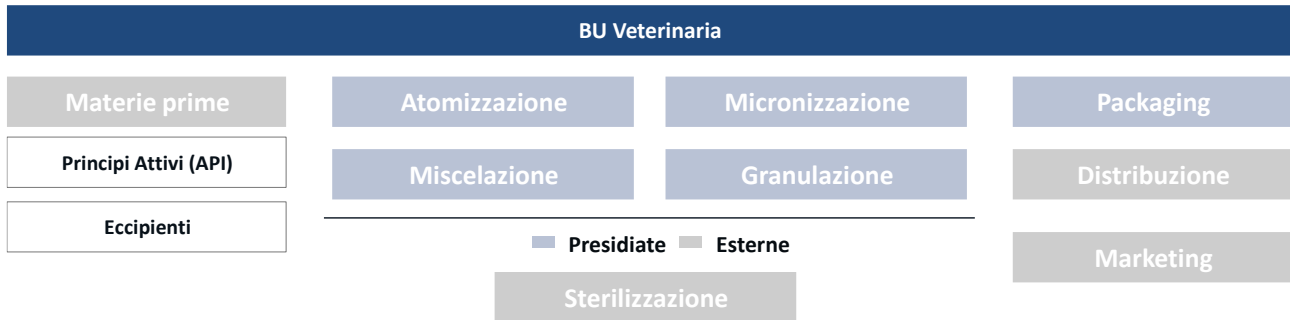 BU Veterinaria
Materie prime
Atomizzazione
Micronizzazione
Packaging
Principi Attivi (API)
Miscelazione
Granulazione
Distribuzione
Eccipienti
Presidiate
Esterne
Marketing
Sterilizzazione